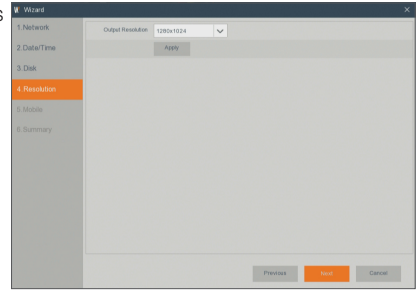 S
Wizard
1.Network
Output Resolution 1280x1024
2.Date/Time
Apply
3.Disk
4.Resolution
5.Mobile
6.Summary
Previous Next Cancel